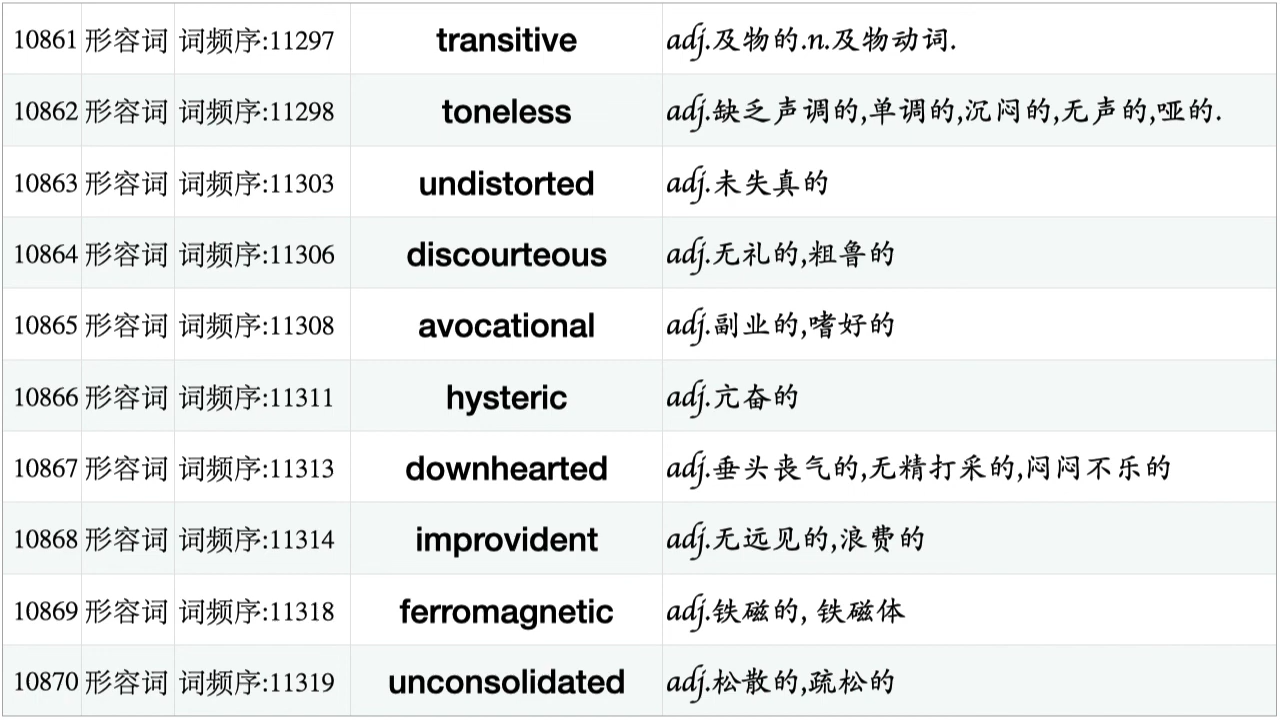 10861 形容词 词频序:11297 transitive adj.及物的.n.及物动词.
10862 形容词 词频序:11298 toneless adj.缺乏声调的,单调的,沉闷的,无声的,哑的.
10863 形容词 词频序:11303 undistorted adj.未失真的
10864 形容词 词频序:11306 discourteous adj.无礼的,粗鲁的
10865 形容词 词频序:11308 avocational adj.副业的,嗜好的
10866 形容词 词频序:11311 hysteric adj.亢奋的
10867 形容词 词频序:11313 downhearted adj.垂头丧气的,无精打采的,闷闷不乐的
10868 形容词 词频序:11314 improvident adj.无远见的,浪费的
10869 形容词 词频序:11318 ferromagnetic adj.铁磁的, 铁磁体
10870 形容词 词频序:11319 unconsolidated adj.松散的,疏松的